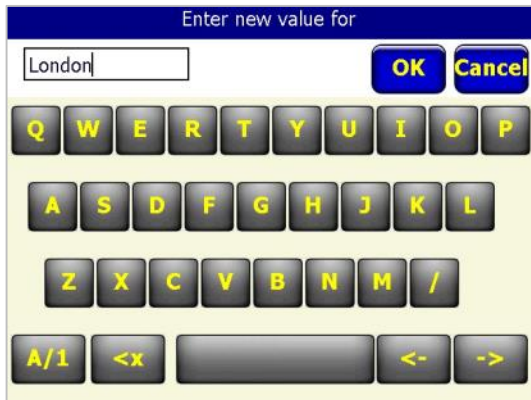 Enter new value for
London OK Cancel
Q W E R T Y U I O P
A S D F G H J K L
Z X C V B N M /
A/1 <x <- ->